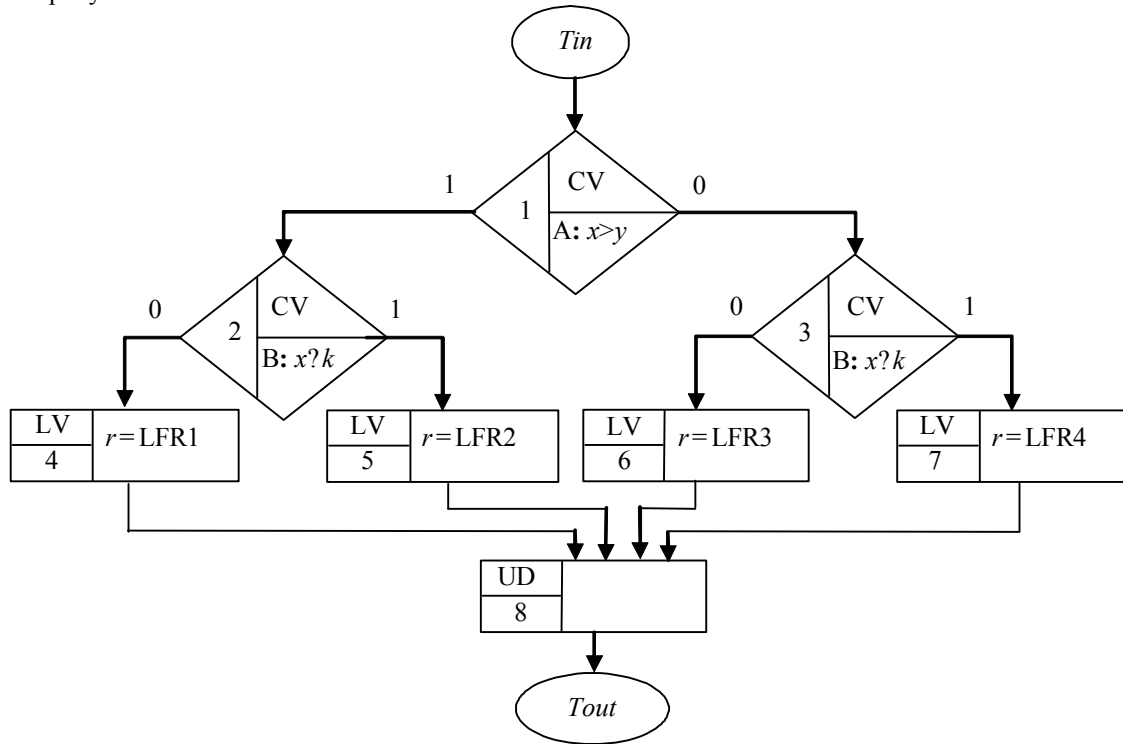 Tin
1
0
CV
1
A: x>y
0
1
0
1
CV
2
B: x?k
CV
3
B: x?k
LV
4
r=LFR1
LV
5
r=LFR2
LV
6
r=LFR3
LV
7
r=LFR4
UD
8
Tout